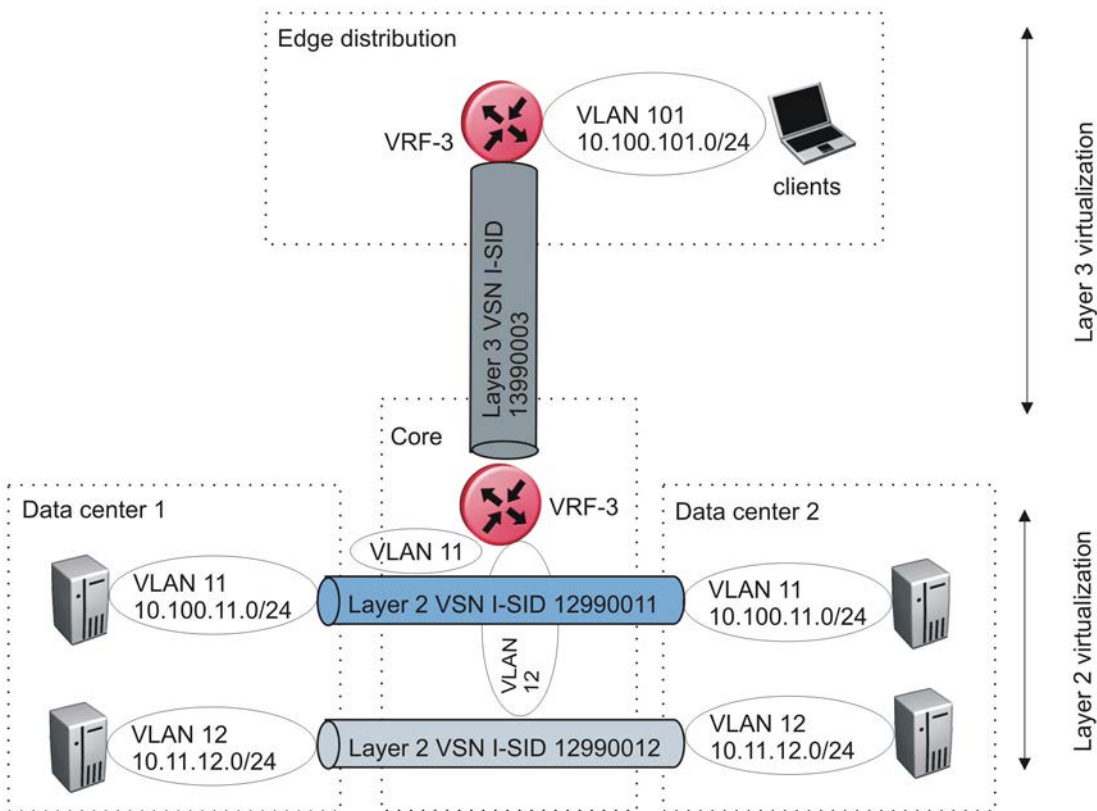 Edge distribution
VRF-3
VLAN 101
10.100.101.0/24
clients
Layer 3 virtualization
Layer 3 VSN I-SID
13990003
Core
VRF-3
Data center 1
Data center 2
VLAN 11
VLAN 11
10.100.11.0/24
Layer 2 VSN I-SID 12990011
VLAN 11
10.100.11.0/24
VLAN
12
VLAN 12
10.11.12.0/24
Layer 2 VSN I-SID 12990012
VLAN 12
10.11.12.0/24
Layer 2 virtualization